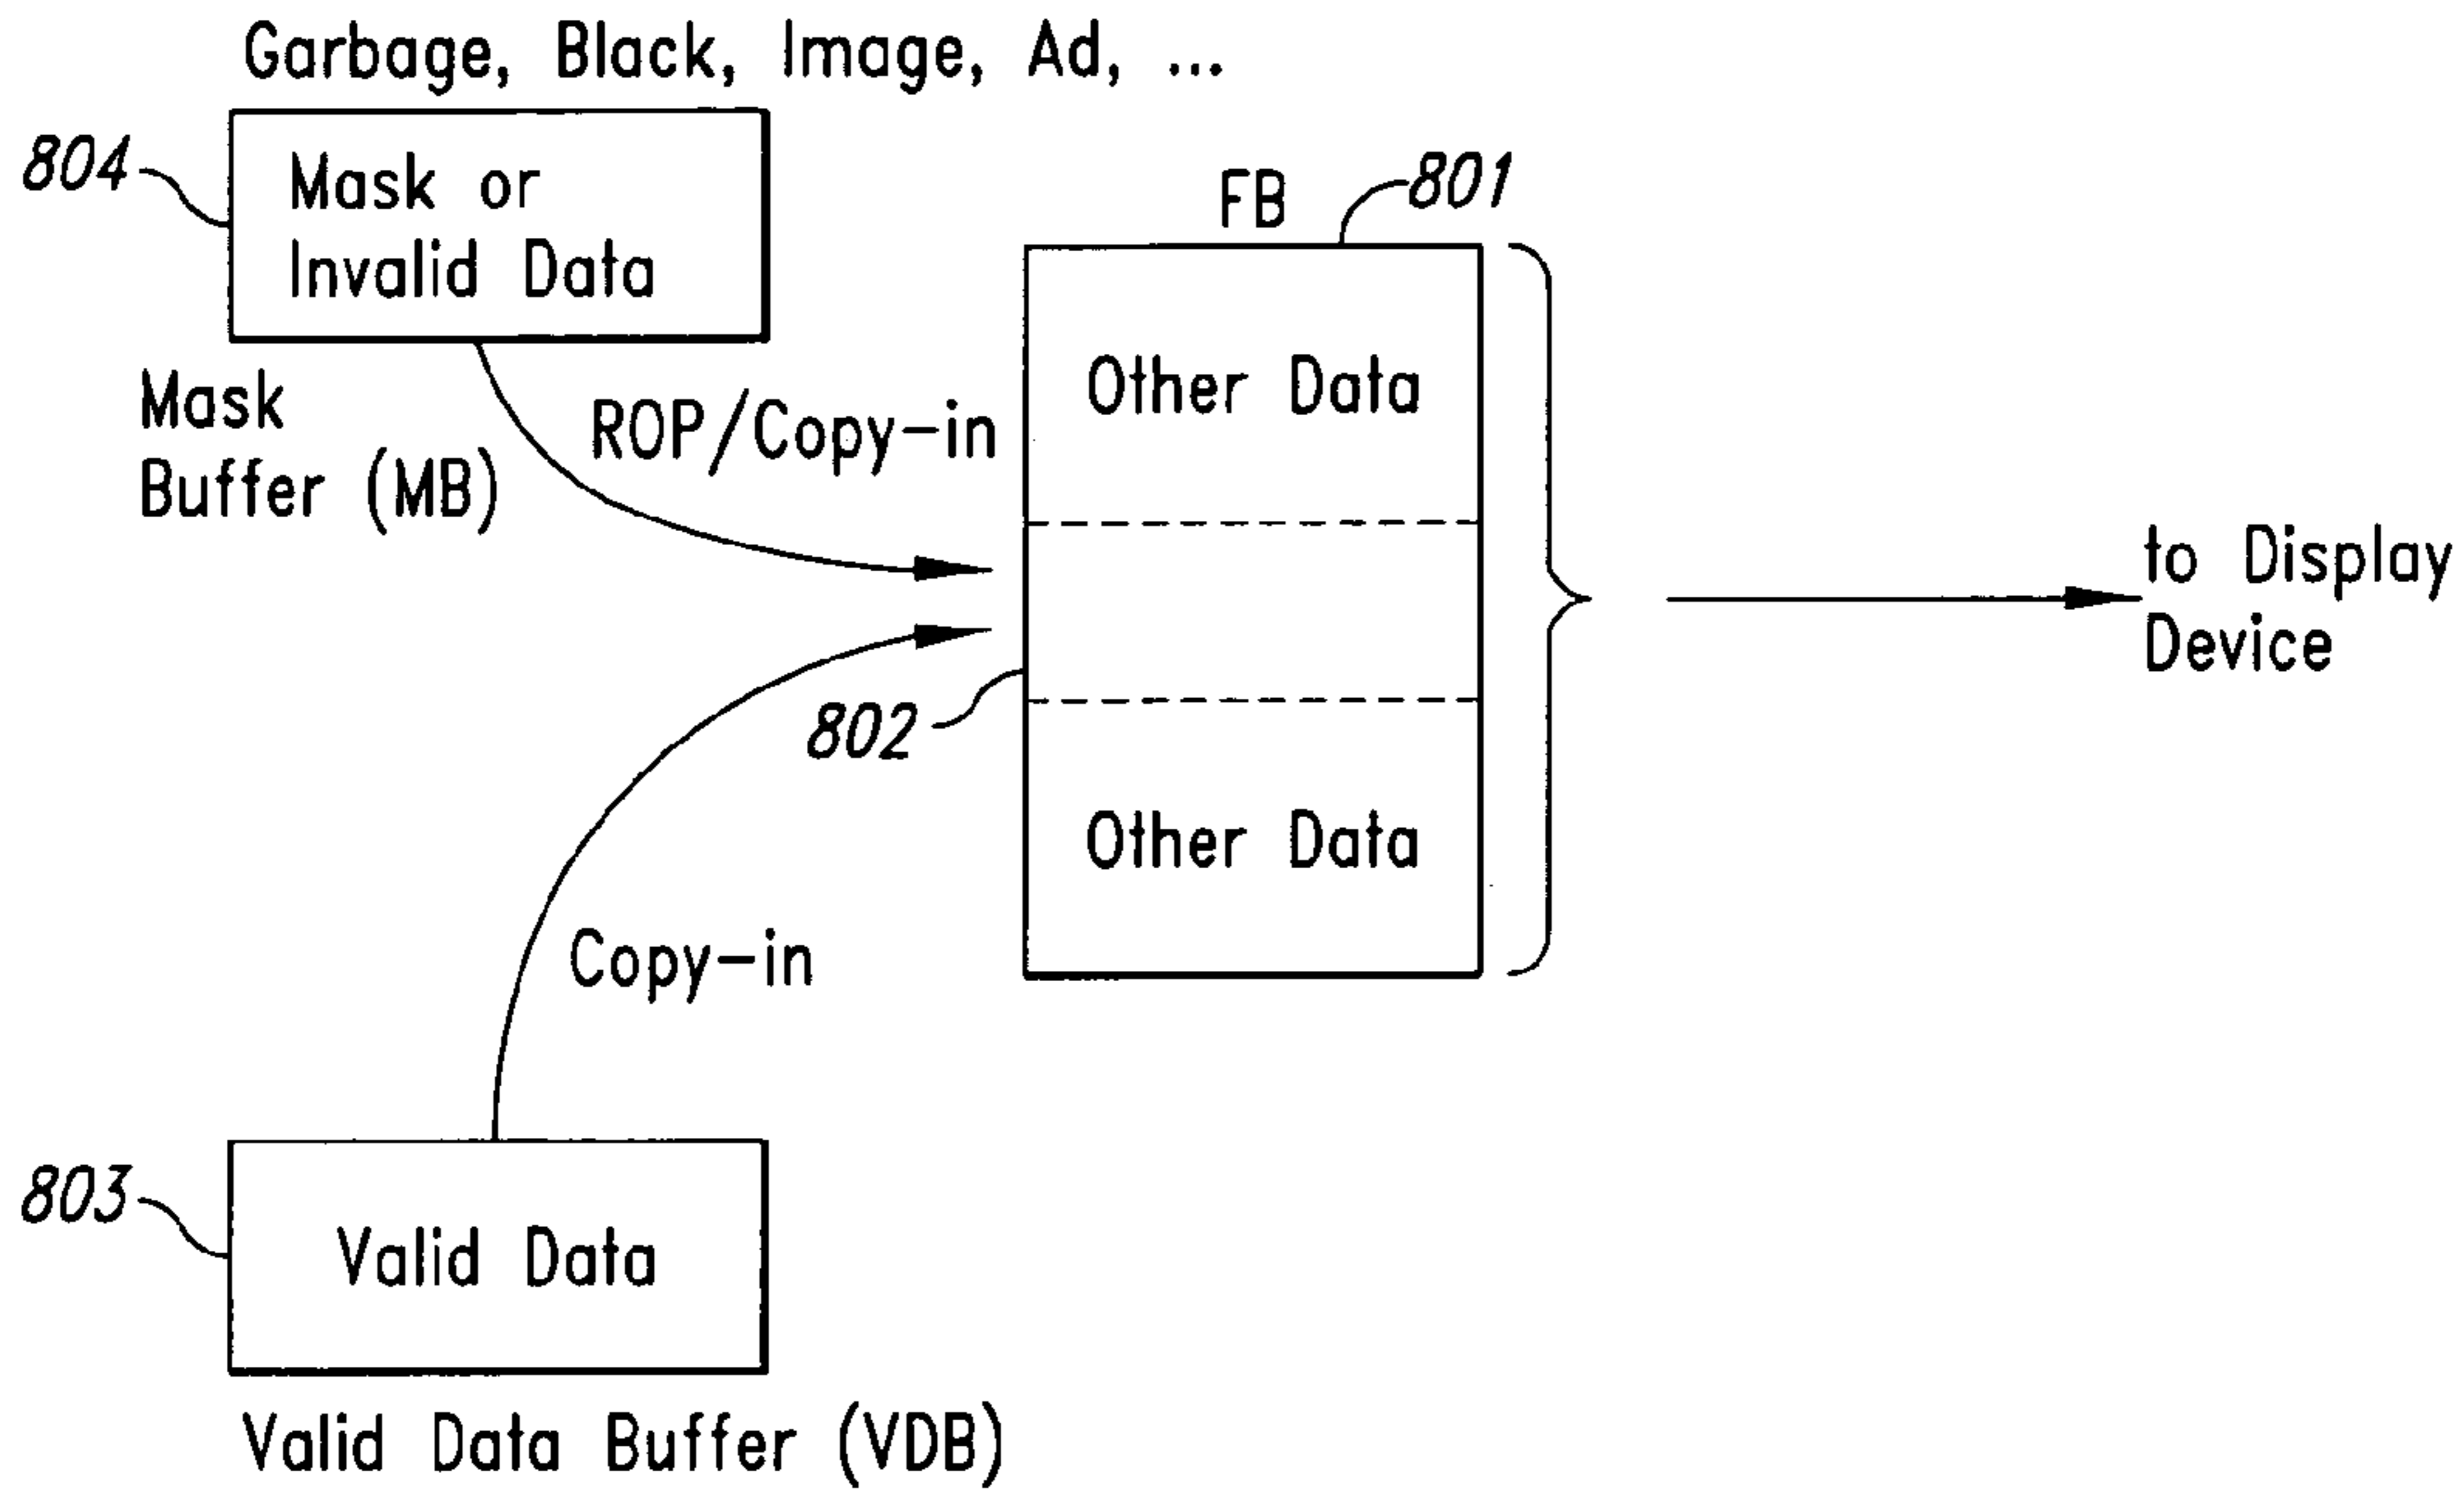 Garbage, Black, Image, Ad, ...
804
Mask or
Invalid Data
Mask
Buffer (MB)
ROP/Copy-in
FB
801
Other Data
802
Other Data
to Display
Device
Copy-in
803
Valid Data
Valid Data Buffer (VDB)